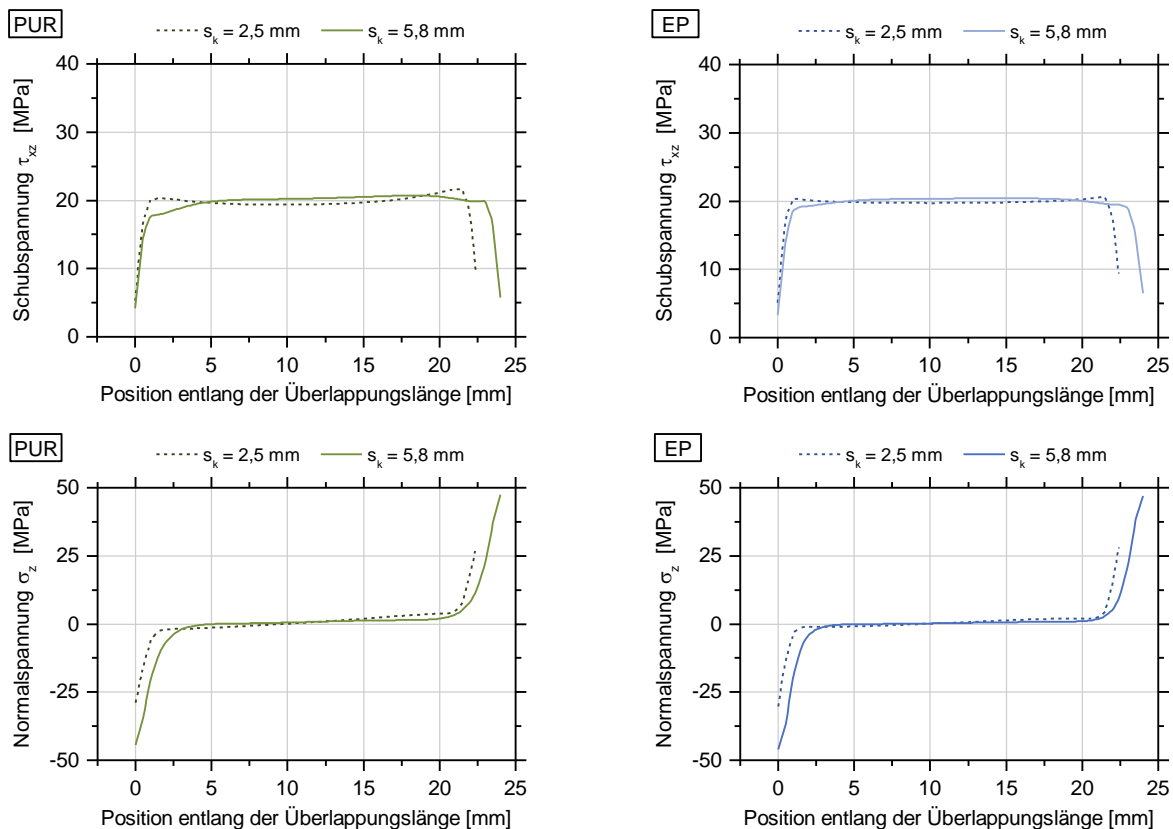 PUR
s_k = 2,5 mm s_k = 5,8 mm
Schubspannung τ_xz [MPa]
40
30
20
10
0
0 5 10 15 20 25
Position entlang der Überlappungslänge [mm]
EP
s_k = 2,5 mm s_k = 5,8 mm
Schubspannung τ_xz [MPa]
40
30
20
10
0
0 5 10 15 20 25
Position entlang der Überlappungslänge [mm]
PUR
s_k = 2,5 mm s_k = 5,8 mm
Normalspannung σ_z [MPa]
50
25
0
-25
-50
0 5 10 15 20 25
Position entlang der Überlappungslänge [mm]
EP
s_k = 2,5 mm s_k = 5,8 mm
Normalspannung σ_z [MPa]
50
25
0
-25
-50
0 5 10 15 20 25
Position entlang der Überlappungslänge [mm]